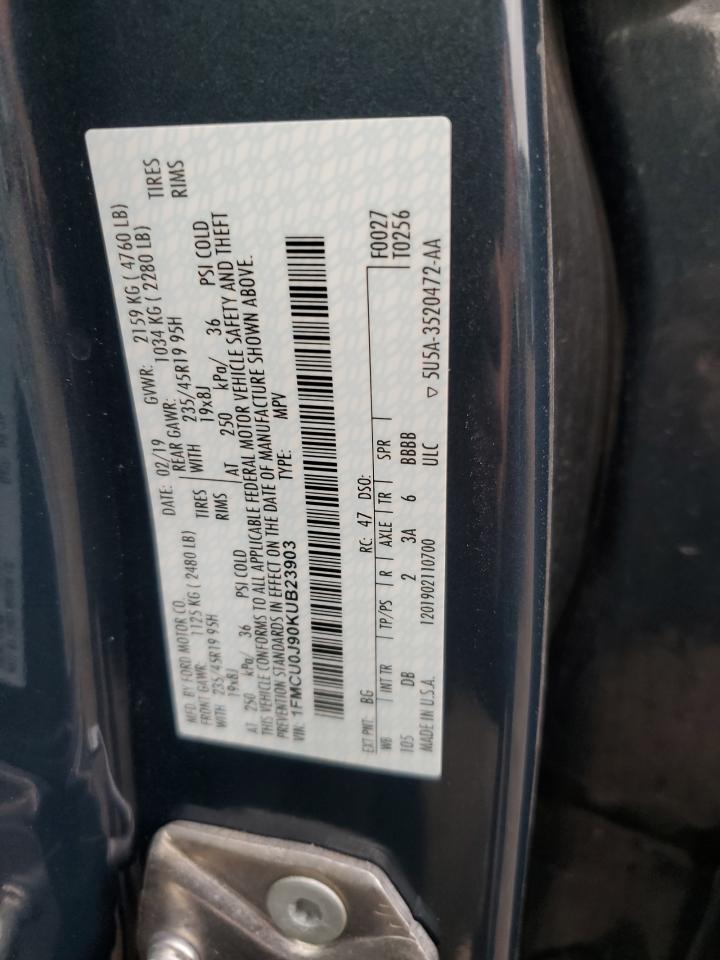 MFD. BY FORD MOTOR CO.
DATE: 02/19 GVWR: 2159 KG ( 4760 LB)
FRONT GAWR: 1125 KG ( 2480 LB) REAR GAWR: 1034 KG ( 2280 LB)
WITH 235/45R19 95H TIRES WITH 235/45R19 95H TIRES
19x8J RIMS 19x8J RIMS
AT 250 kPa/ 36 PSI COLD AT 250 kPa/ 36 PSI COLD
THIS VEHICLE CONFORMS TO ALL APPLICABLE FEDERAL MOTOR VEHICLE SAFETY AND THEFT
PREVENTION STANDARDS IN EFFECT ON THE DATE OF MANUFACTURE SHOWN ABOVE.
VIN: 1FMCU0J90KUB23903 TYPE: MPV
EXT PNT: BG RC: 47 DSO: F0027
WB INT TR TP/PS R AXLE TR SPR T0256
105 DB 2 3A 6 BBBB
MADE IN U.S.A. 1201902110700 ULC ▽ 5U5A-3520472-AA